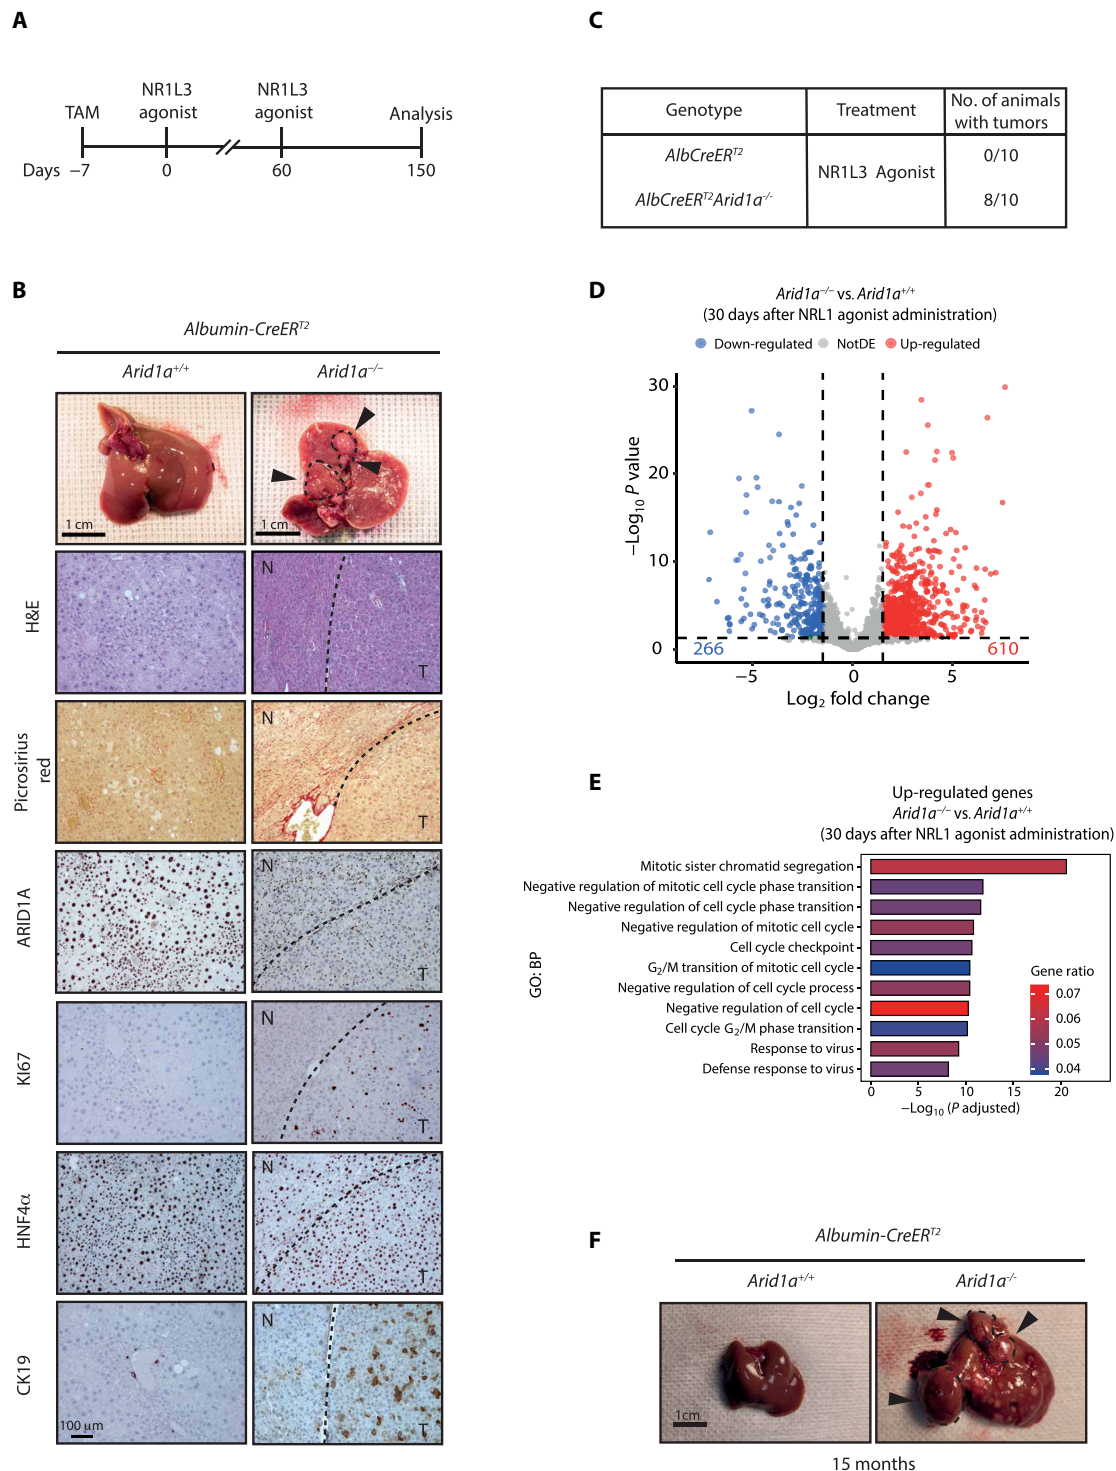 A
NR1L3
agonist
NR1L3
agonist
TAM
Analysis
Days −7 0 60 150
B
Albumin-CreERT2
Arid1a+/+ Arid1a−/−
1 cm
1 cm
H&E
N
T
Picrosirius
red
N
T
ARID1A
N
T
KI67
N
T
HNF4α
N
T
CK19
N
T
100 μm
C
Genotype Treatment No. of animals
with tumors
AlbCreERT2 0/10
NR1L3 Agonist
AlbCreERT2Arid1a-/- 8/10
D
Arid1a−/− vs. Arid1a+/+
(30 days after NRL1 agonist administration)
Down-regulated NotDE Up-regulated
−Log10 P value
30
20
10
0
266 610
−5 0 5
Log2 fold change
E
Up-regulated genes
Arid1a−/− vs. Arid1a+/+
(30 days after NRL1 agonist administration)
GO: BP
Mitotic sister chromatid segregation
Negative regulation of mitotic cell cycle phase transition
Negative regulation of cell cycle phase transition
Negative regulation of mitotic cell cycle
Cell cycle checkpoint
G2/M transition of mitotic cell cycle
Negative regulation of cell cycle process
Negative regulation of cell cycle
Cell cycle G2/M phase transition
Response to virus
Defense response to virus
Gene ratio
0.07
0.06
0.05
0.04
0 5 10 15 20
−Log10 (P adjusted)
F
Albumin-CreERT2
Arid1a+/+ Arid1a-/-
1cm
15 months